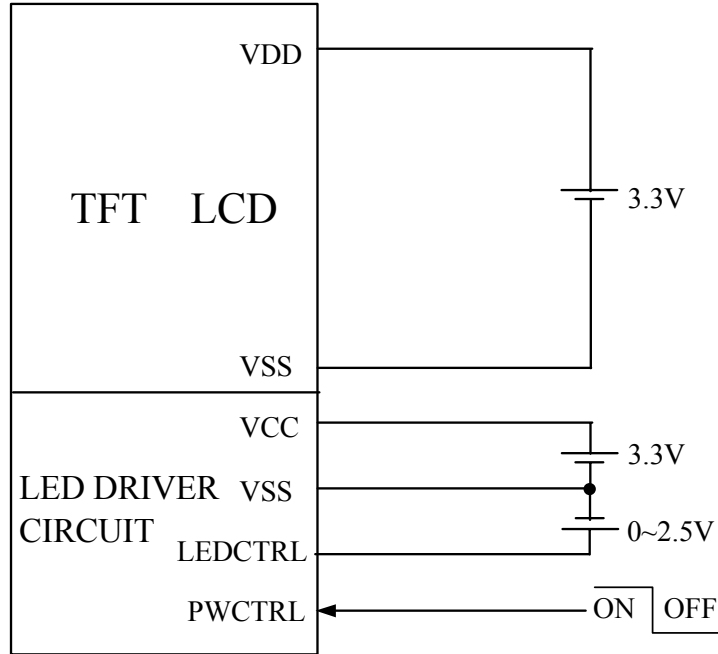 VDD
TFT LCD
3.3V
VSS
VCC
3.3V
LED DRIVER
CIRCUIT
VSS
0~2.5V
LEDCTRL
PWCTRL
ON OFF